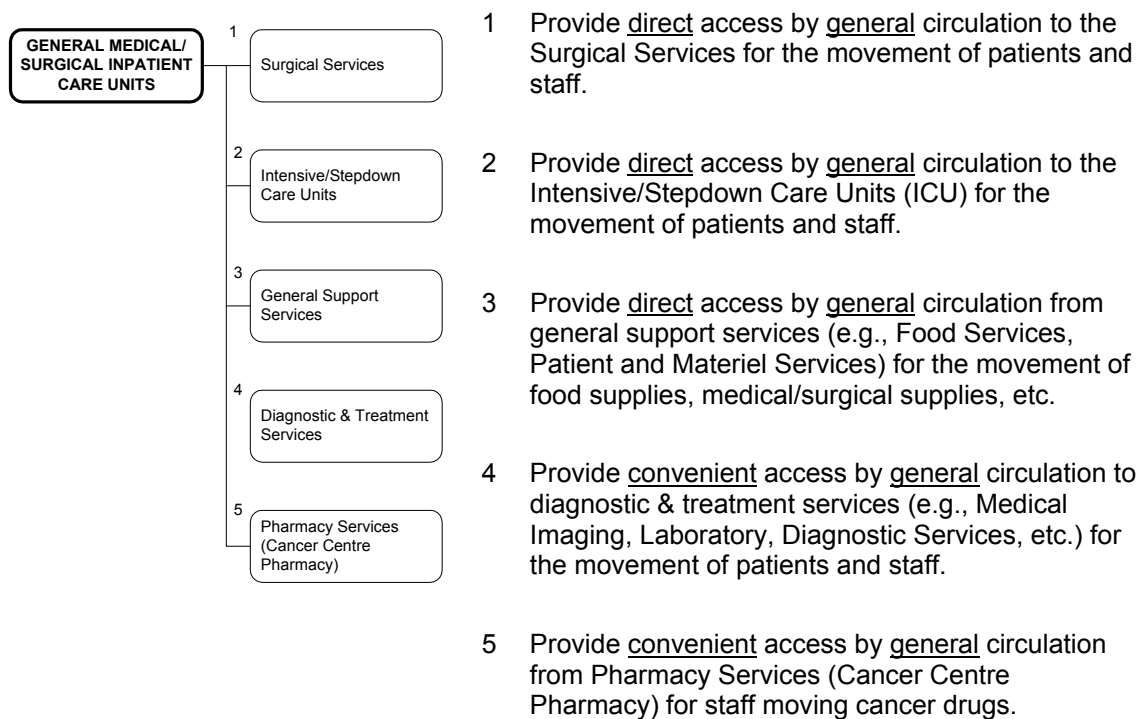 GENERAL MEDICAL/
SURGICAL INPATIENT
CARE UNITS
1
Surgical Services
2
Intensive/Stepdown
Care Units
3
General Support
Services
4
Diagnostic & Treatment
Services
5
Pharmacy Services
(Cancer Centre
Pharmacy)
1 Provide direct access by general circulation to the
Surgical Services for the movement of patients and
staff.
2 Provide direct access by general circulation to the
Intensive/Stepdown Care Units (ICU) for the
movement of patients and staff.
3 Provide direct access by general circulation from
general support services (e.g., Food Services,
Patient and Materiel Services) for the movement of
food supplies, medical/surgical supplies, etc.
4 Provide convenient access by general circulation to
diagnostic & treatment services (e.g., Medical
Imaging, Laboratory, Diagnostic Services, etc.) for
the movement of patients and staff.
5 Provide convenient access by general circulation
from Pharmacy Services (Cancer Centre
Pharmacy) for staff moving cancer drugs.